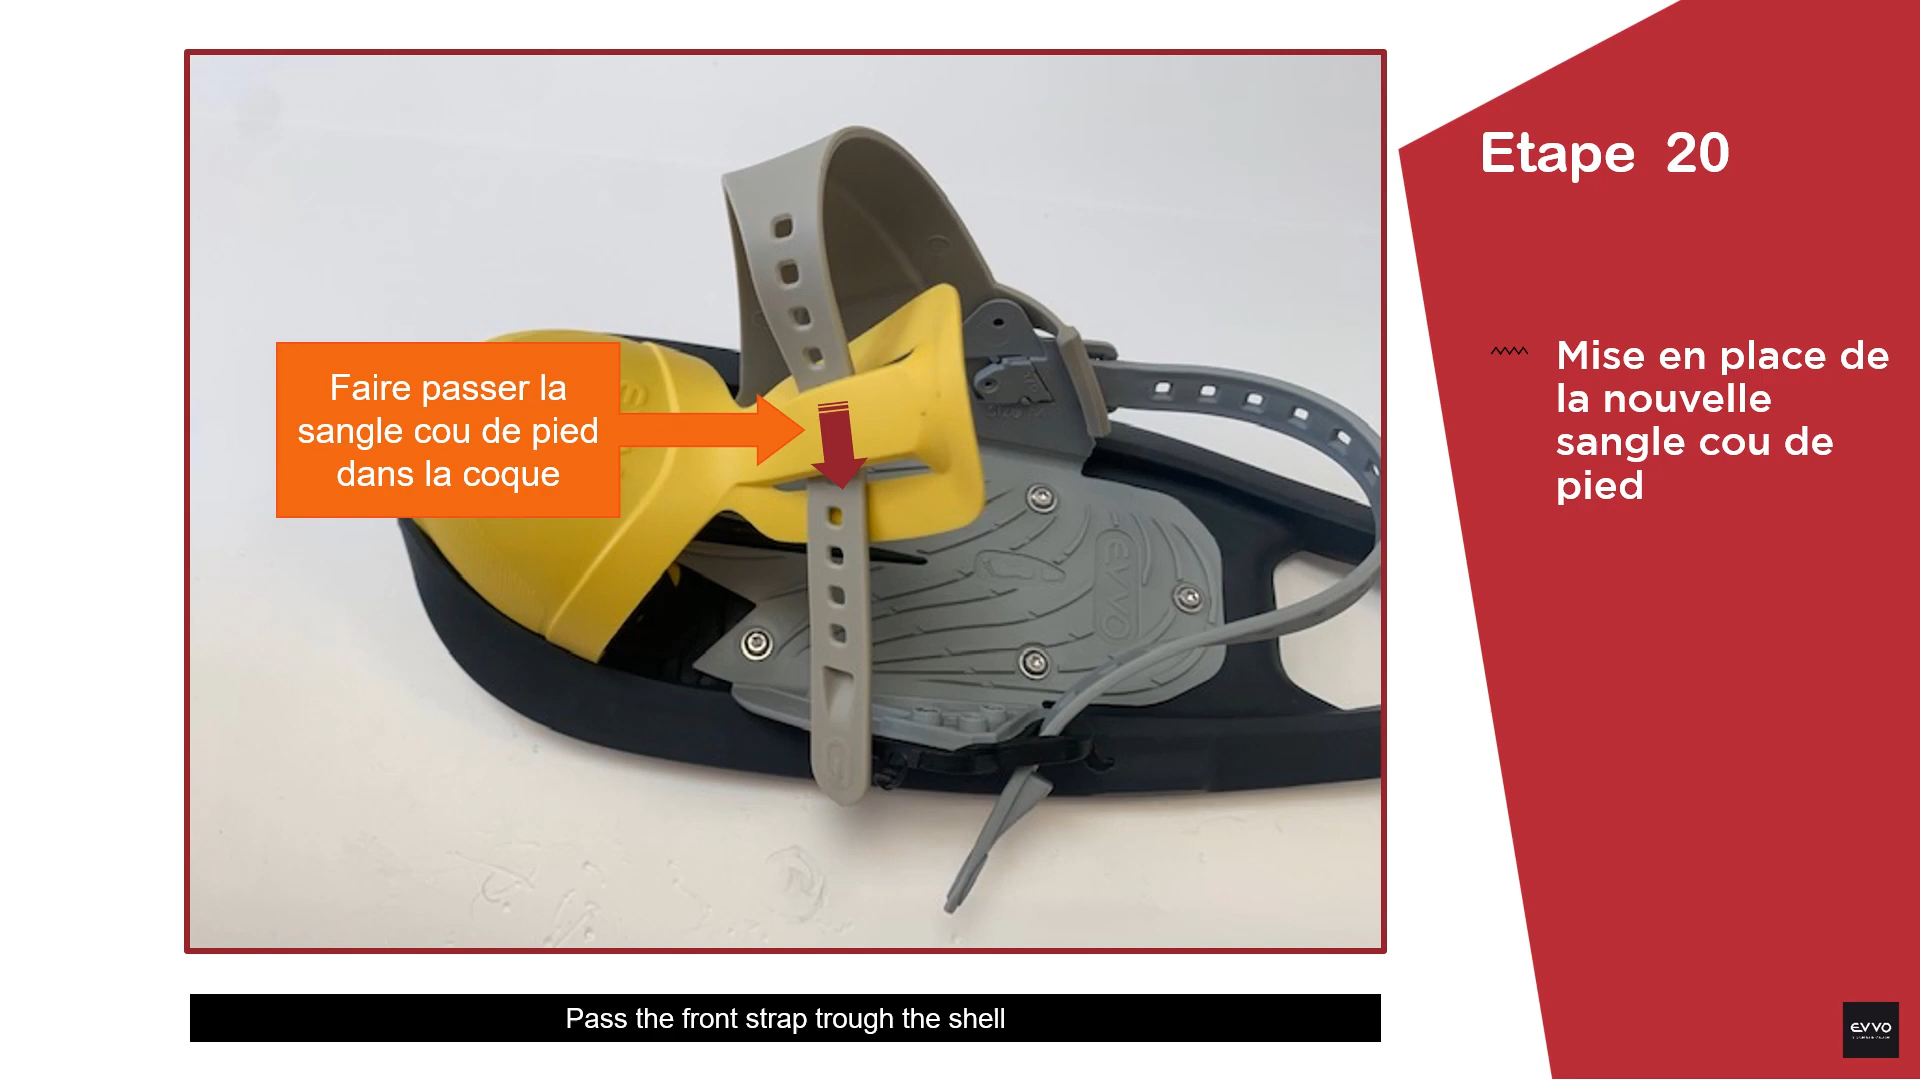 Etape 20
Faire passer la
sangle cou de pied
dans la coque
Mise en place de
la nouvelle
sangle cou de
pied
EVVO
Pass the front strap trough the shell
EVVO